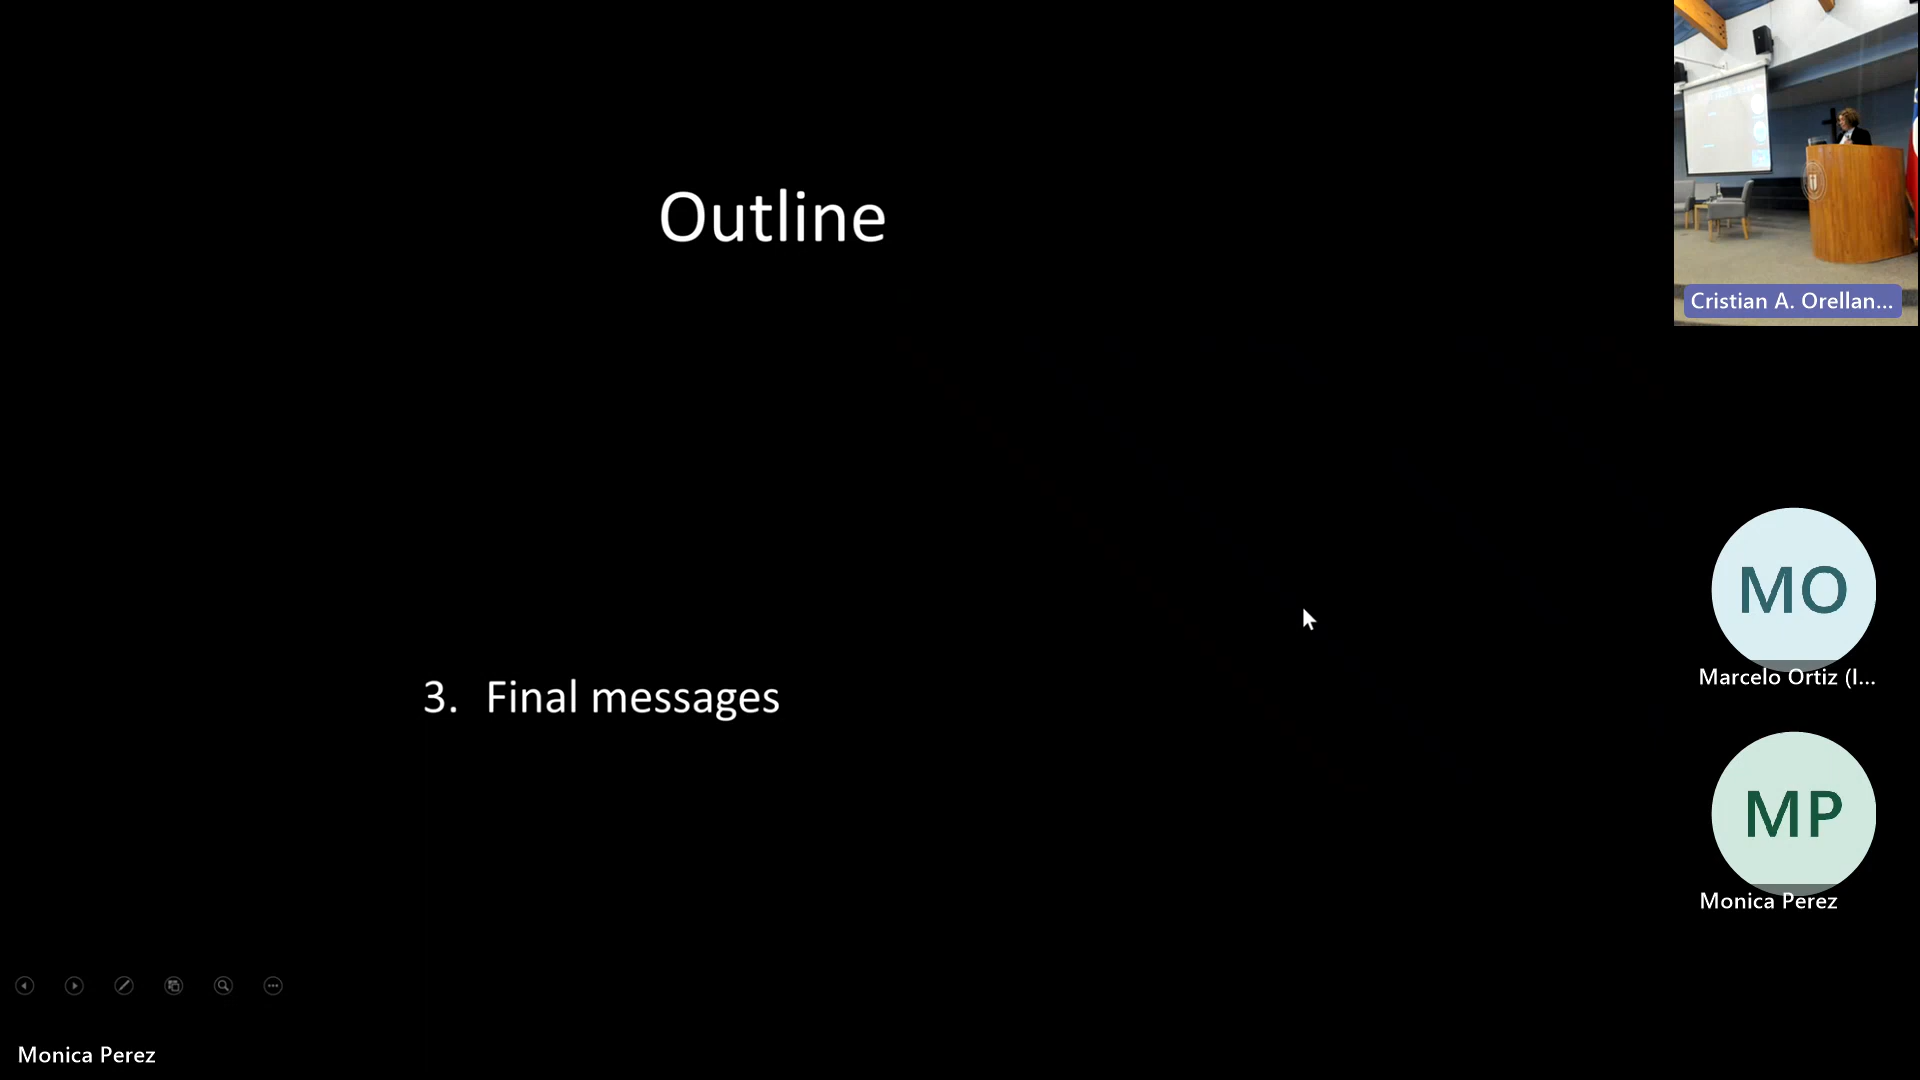 Outline
3. Final messages
Cristian A. Orellan...
MO
Marcelo Ortiz (I...
MP
Monica Perez
Monica Perez